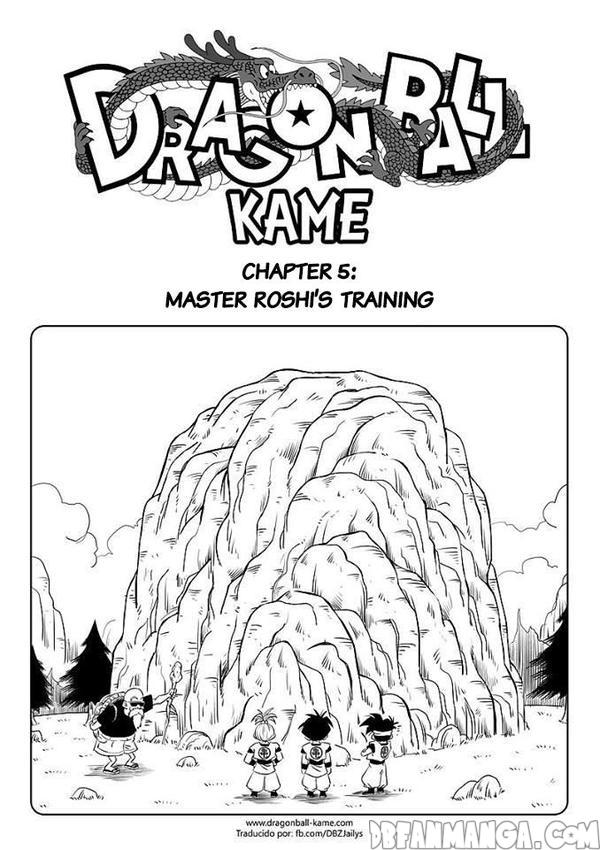 DRAGON BALL
KAME
CHAPTER 5:
MASTER ROSHI'S TRAINING
www.dragonball-kame.com
Traducido por: fb.com/DBZJailys
DBFANMANGA.COM